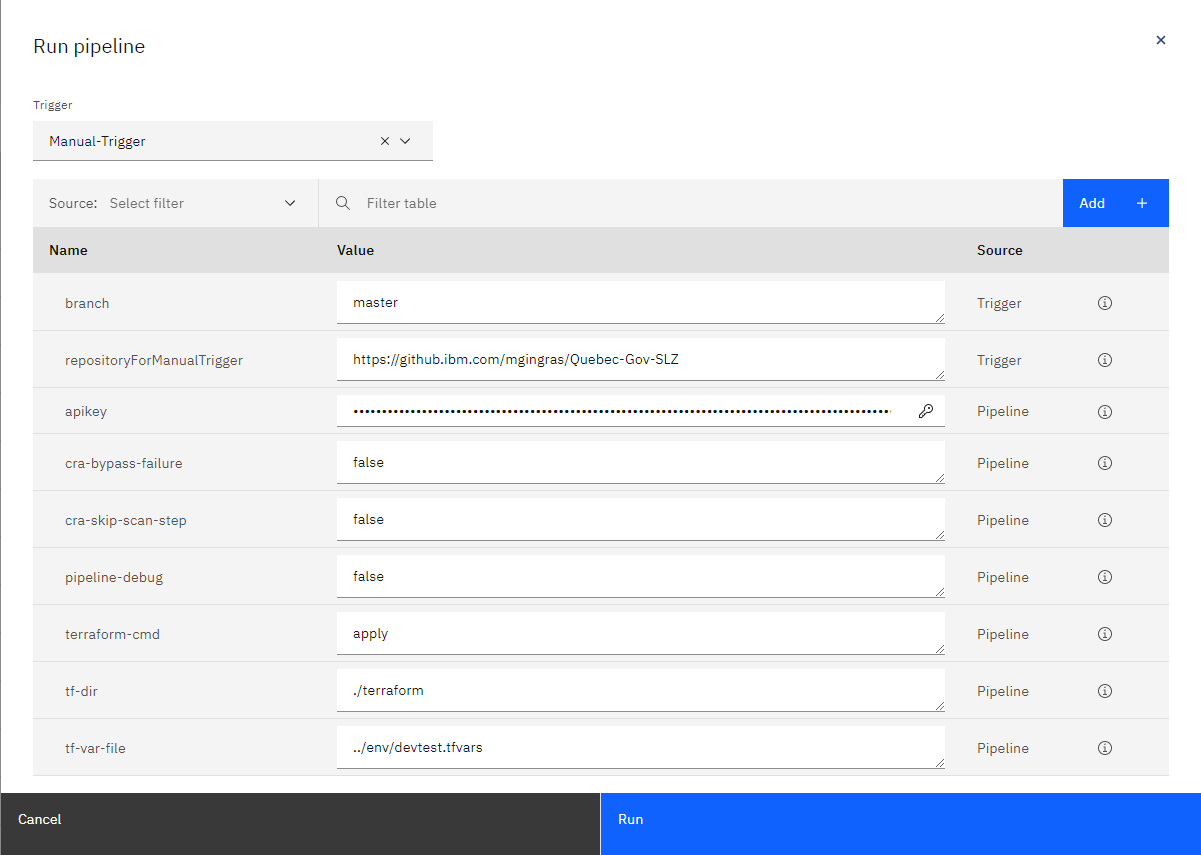 Run pipeline
Trigger
Manual-Trigger
Source: Select filter Filter table Add +
Name Value Source
branch master Trigger
repositoryForManualTrigger https://github.ibm.com/mgingras/Quebec-Gov-SLZ Trigger
apikey Pipeline
cra-bypass-failure false Pipeline
cra-skip-scan-step false Pipeline
pipeline-debug false Pipeline
terraform-cmd apply Pipeline
tf-dir ./terraform Pipeline
tf-var-file ../env/devtest.tfvars Pipeline
Cancel Run